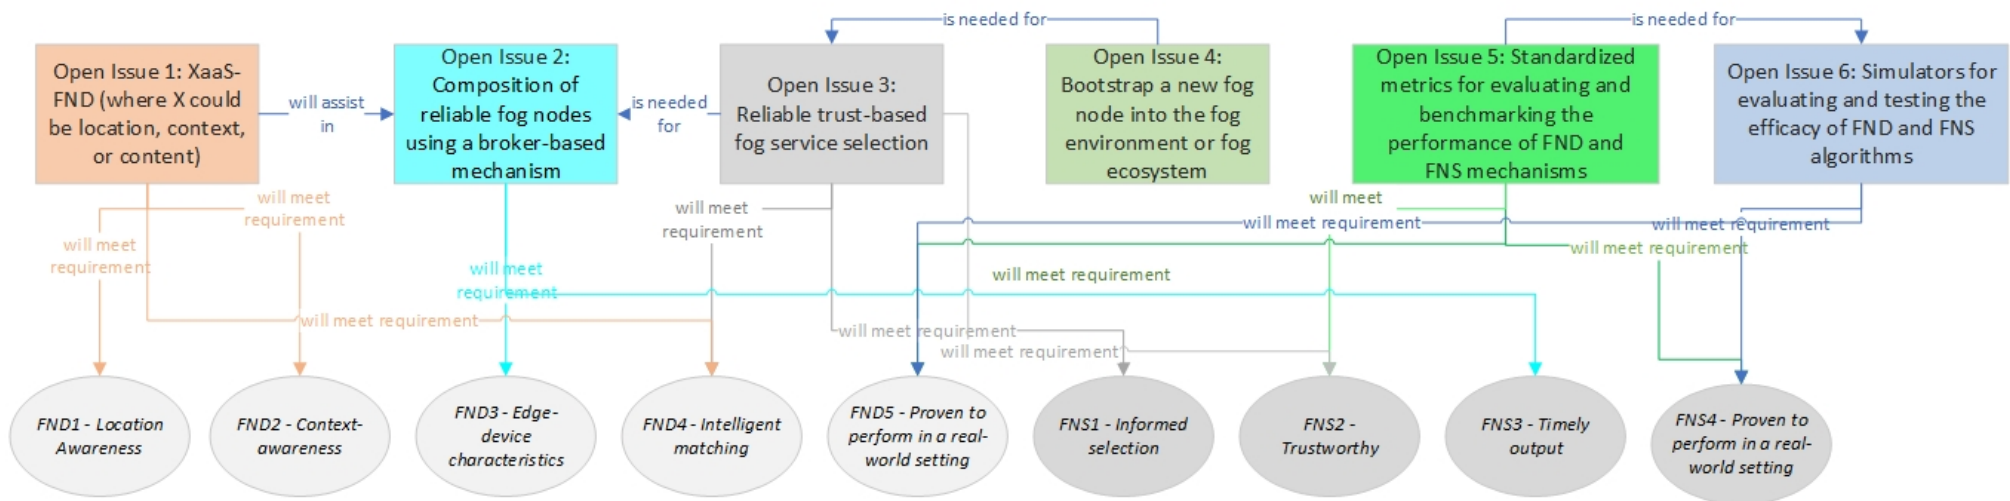 is needed for
is needed for
Open Issue 1: XaaS-
FND (where X could
be location, context,
or content)
will assist
in
Open Issue 2:
Composition of
reliable fog nodes
using a broker-based
mechanism
is needed
for
Open Issue 3:
Reliable trust-based
fog service selection
Open Issue 4:
Bootstrap a new fog
node into the fog
environment or fog
ecosystem
Open Issue 5: Standardized
metrics for evaluating and
benchmarking the
performance of FND and
FNS mechanisms
Open Issue 6: Simulators for
evaluating and testing the
efficacy of FND and FNS
algorithms
will meet
requirement
will meet
requirement
will meet
requirement
will meet
requirement
will meet
will meet requirement
will meet requirement
will meet requirement
will meet requirement
will meet requirement
will meet requirement
will meet requirement
FND1 - Location
Awareness
FND2 - Context-
awareness
FND3 - Edge-
device
characteristics
FND4 - Intelligent
matching
FND5 - Proven to
perform in a real-
world setting
FNS1 - Informed
selection
FNS2 -
Trustworthy
FNS3 - Timely
output
FNS4 - Proven to
perform in a real-
world setting